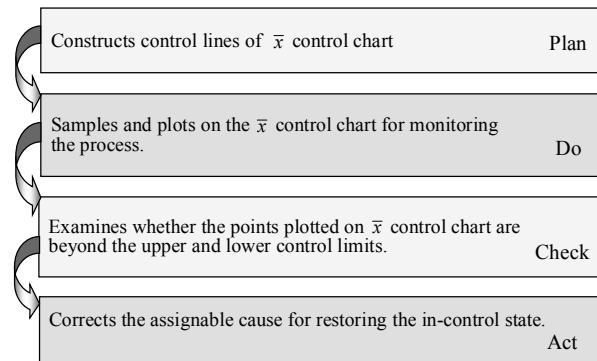 Constructs control lines of x̄ control chart
Plan
Samples and plots on the x̄ control chart for monitoring
the process.
Do
Examines whether the points plotted on x̄ control chart are
beyond the upper and lower control limits.
Check
Corrects the assignable cause for restoring the in-control state.
Act